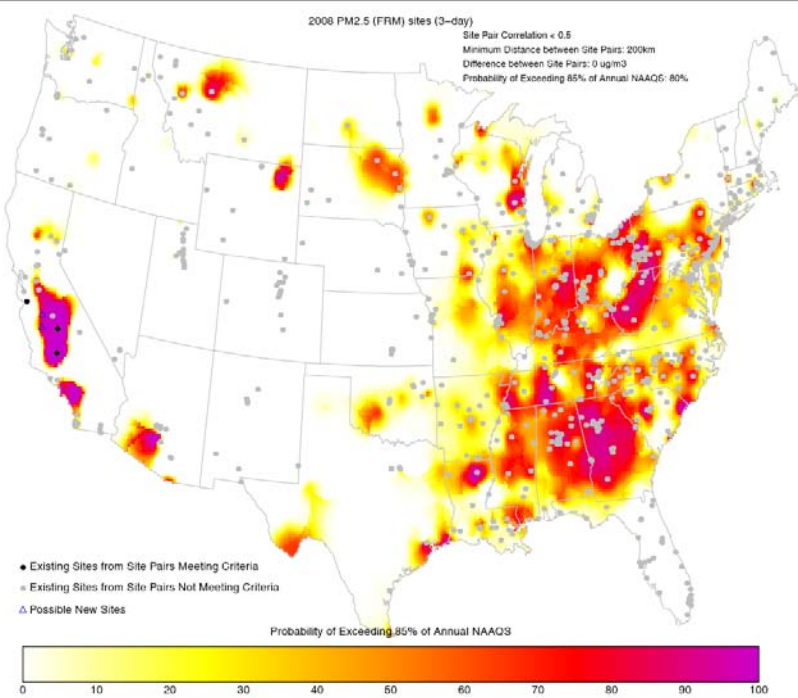 2008 PM2.5 (FRM) sites (3-day)
Site Pair Correlation < 0.5
Minimum Distance between Site Pairs: 200km
Difference between Site Pairs: 0 ug/m3
Probability of Exceeding 85% of Annual NAAQS: 80%
Existing Sites from Site Pairs Meeting Criteria
Existing Sites from Site Pairs Not Meeting Criteria
Possible New Sites
Probability of Exceeding 85% of Annual NAAQS
0 10 20 30 40 50 60 70 80 90 100